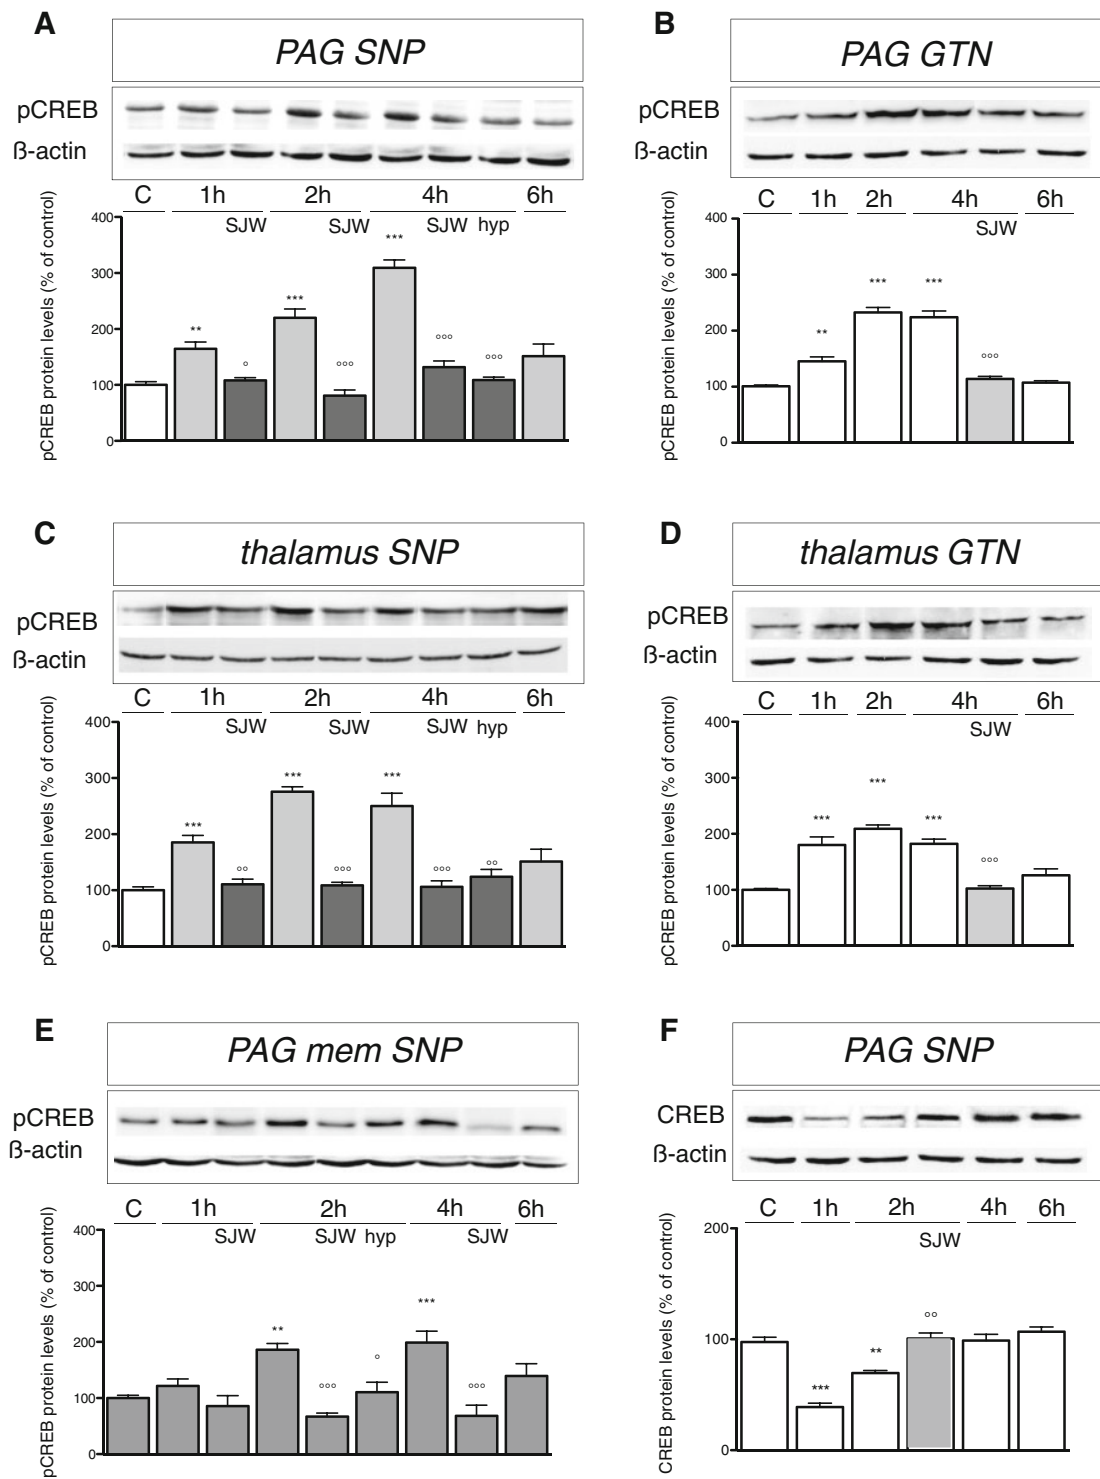 A
PAG SNP
pCREB
ß-actin
C 1h 2h 4h 6h
SJW SJW SJW hyp
pCREB protein levels (% of control)
400
300
200
100
0
** ° *** °°° *** °°° °°°
B
PAG GTN
pCREB
ß-actin
C 1h 2h 4h 6h
SJW
pCREB protein levels (% of control)
400
300
200
100
0
** *** *** °°°
C
thalamus SNP
pCREB
ß-actin
C 1h 2h 4h 6h
SJW SJW SJW hyp
pCREB protein levels (% of control)
400
300
200
100
0
*** °° *** °°° *** °°° °°
D
thalamus GTN
pCREB
ß-actin
C 1h 2h 4h 6h
SJW
pCREB protein levels (% of control)
400
300
200
100
0
*** *** *** °°°
E
PAG mem SNP
pCREB
ß-actin
C 1h 2h 4h 6h
SJW SJW hyp SJW
pCREB protein levels (% of control)
400
300
200
100
0
** °°° ° *** °°°
F
PAG SNP
CREB
ß-actin
C 1h 2h 4h 6h
SJW
CREB protein levels (% of control)
200
100
0
*** ** °°